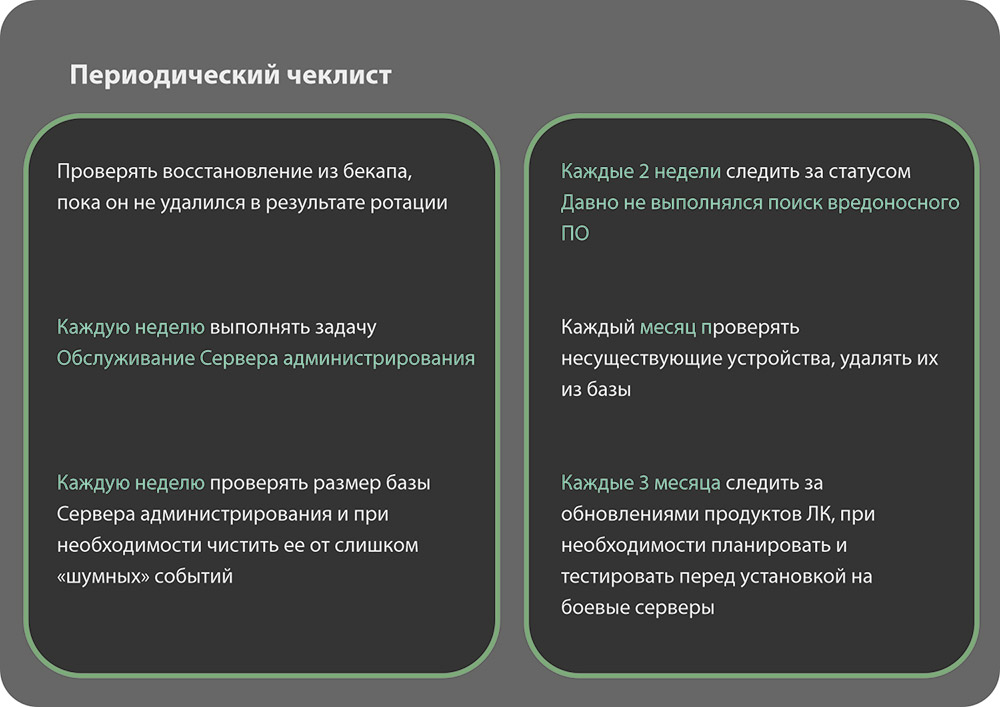 Периодический чеклист
Проверять восстановление из бекапа,
пока он не удалился в результате ротации
Каждую неделю выполнять задачу
Обслуживание Сервера администрирования
Каждую неделю проверять размер базы
Сервера администрирования и при
необходимости чистить ее от слишком
«шумных» событий
Каждые 2 недели следить за статусом
Давно не выполнялся поиск вредоносного
ПО
Каждый месяц проверять
несуществующие устройства, удалять их
из базы
Каждые 3 месяца следить за
обновлениями продуктов ЛК, при
необходимости планировать и
тестировать перед установкой на
боевые серверы